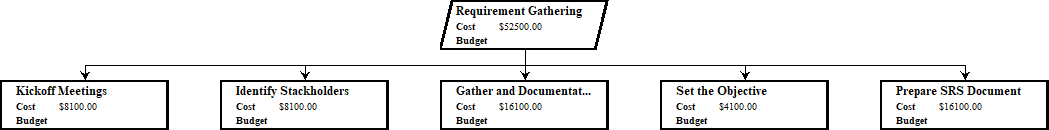 Requirement Gathering
Cost $52500.00
Budget
Kickoff Meetings
Cost $8100.00
Budget
Identify Stackholders
Cost $8100.00
Budget
Gather and Documentat...
Cost $16100.00
Budget
Set the Objective
Cost $4100.00
Budget
Prepare SRS Document
Cost $16100.00
Budget